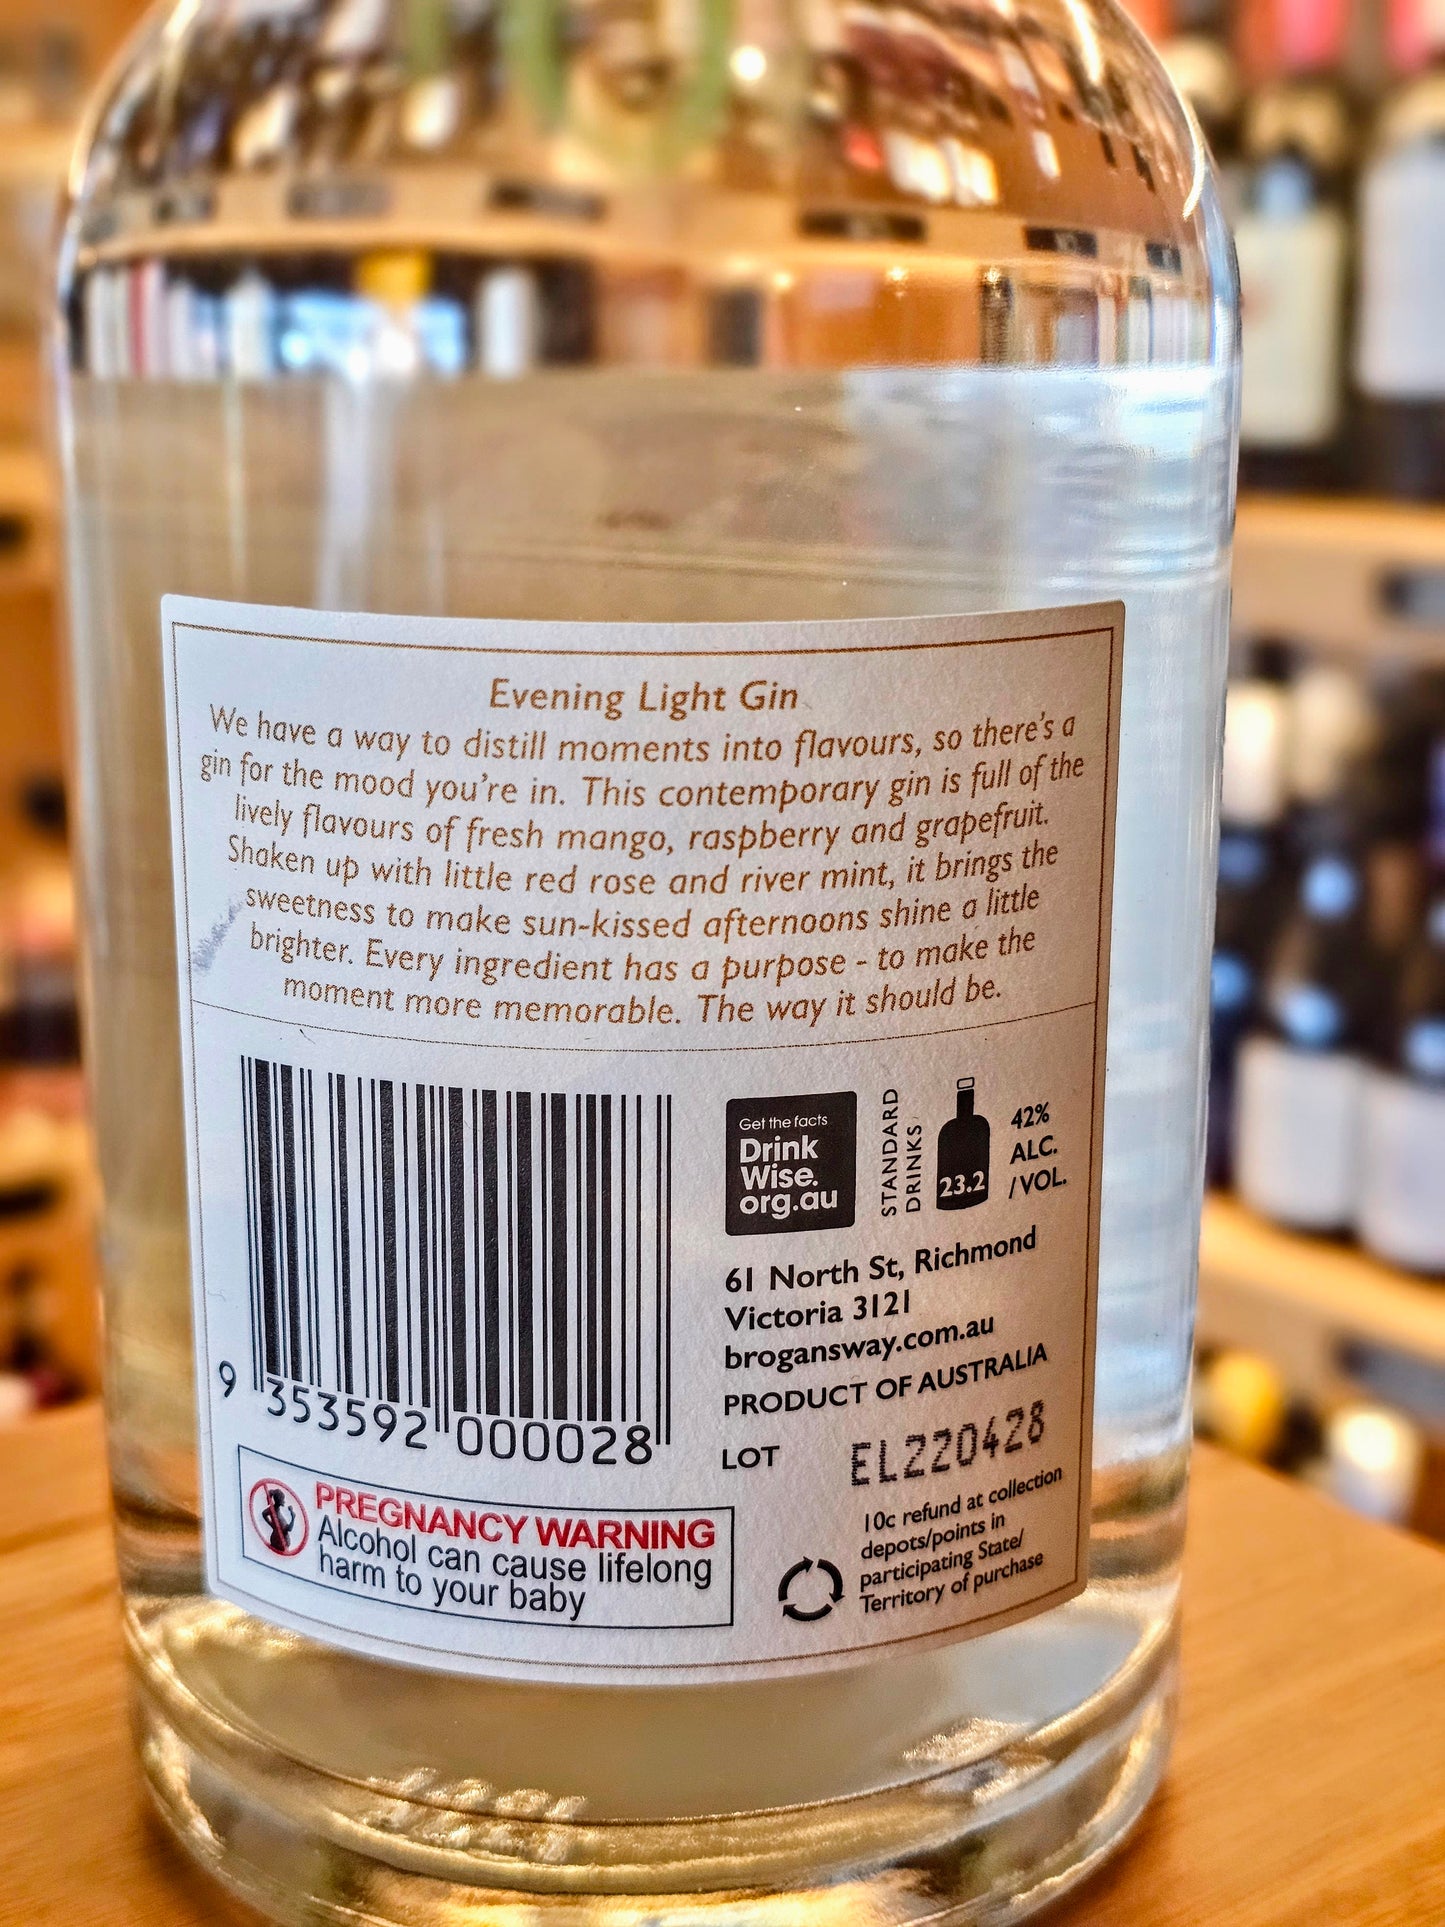 Evening Light Gin
We have a way to distill moments into flavours, so there's a
gin for the mood you're in. This contemporary gin is full of the
lively flavours of fresh mango, raspberry and grapefruit.
Shaken up with little red rose and river mint, it brings the
sweetness to make sun-kissed afternoons shine a little
brighter. Every ingredient has a purpose - to make the
moment more memorable. The way it should be.
Get the facts
Drink
Wise.
org.au
STANDARD
DRINKS
23.2
42%
ALC.
/VOL.
61 North St, Richmond
Victoria 3121
brogansway.com.au
PRODUCT OF AUSTRALIA
LOT EL220428
9 353592 000028
PREGNANCY WARNING
Alcohol can cause lifelong
harm to your baby
10c refund at collection
depots/points in
participating State/
Territory of purchase